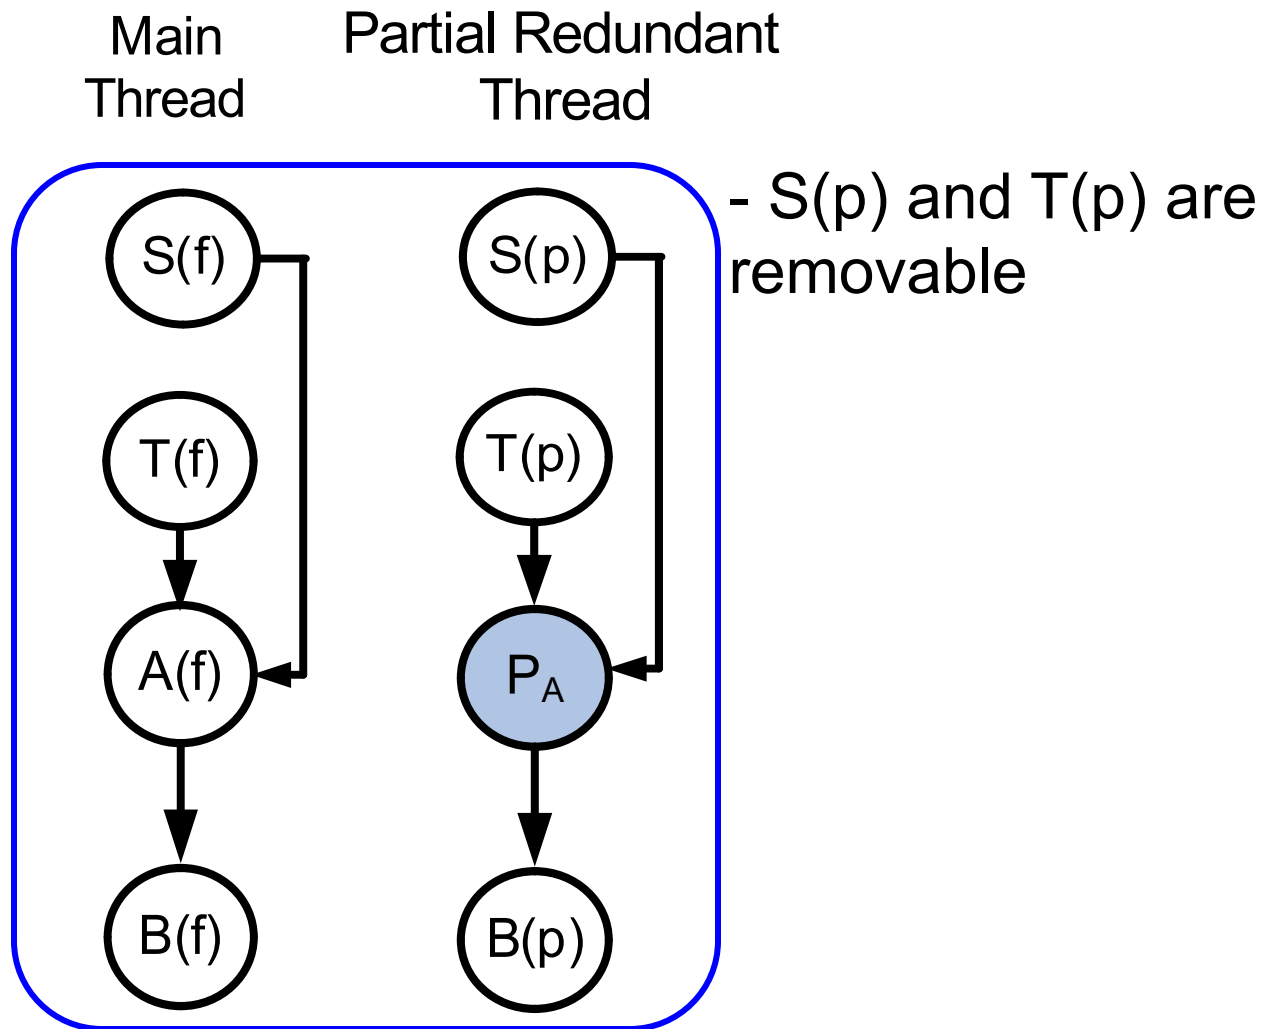 Main
Thread
Partial Redundant
Thread
- S(p) and T(p) are
removable
S(f)
S(p)
T(f)
T(p)
A(f)
PA
B(f)
B(p)